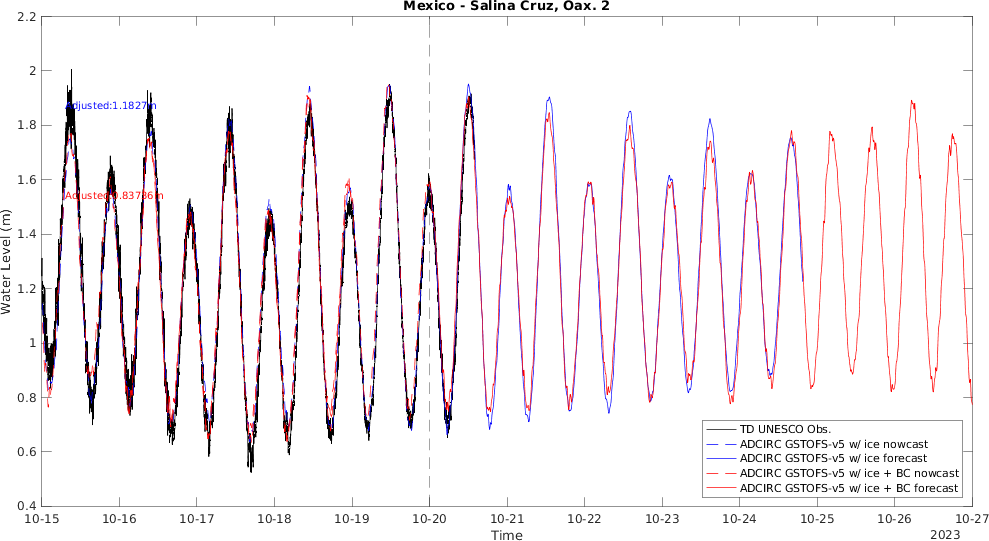 Mexico - Salina Cruz, Oax. 2
2.2
2
1.8
1.6
1.4
1.2
1
0.8
0.6
0.4
Water Level (m)
Adjusted:1.1827m
Adjusted:0.83736m
TD UNESCO Obs.
ADCIRC GSTOFS-v5 w/ ice nowcast
ADCIRC GSTOFS-v5 w/ ice forecast
ADCIRC GSTOFS-v5 w/ ice + BC nowcast
ADCIRC GSTOFS-v5 w/ ice + BC forecast
10-15 10-16 10-17 10-18 10-19 10-20 10-21 10-22 10-23 10-24 10-25 10-26 10-27
Time
2023